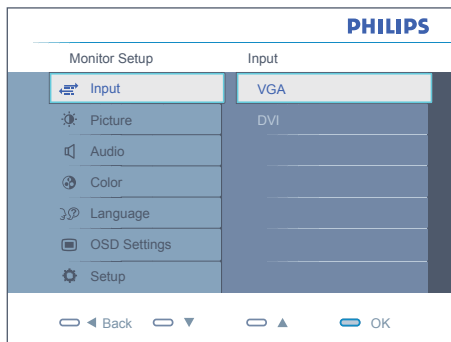 PHILIPS
Monitor Setup
Input
Input
VGA
Picture
DVI
Audio
Color
Language
OSD Settings
Setup
Back
OK